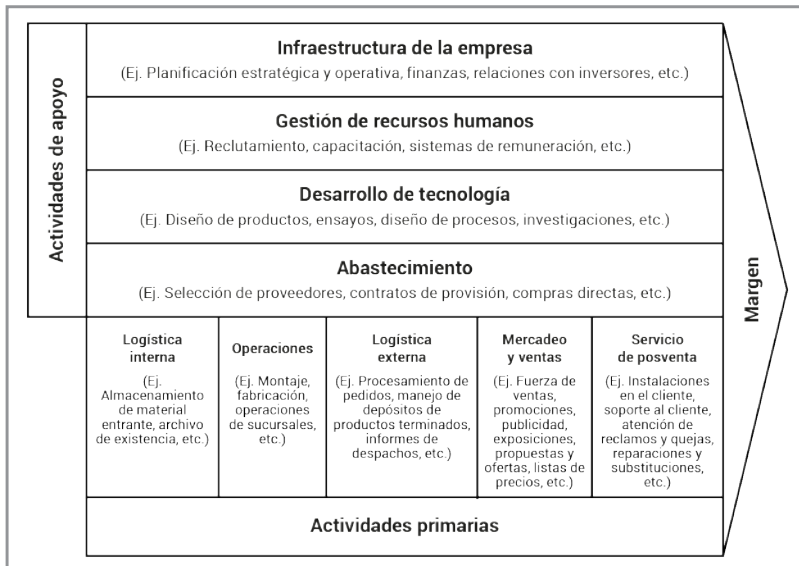 Actividades de apoyo
Infraestructura de la empresa
(Ej. Planificación estratégica y operativa, finanzas, relaciones con inversores, etc.)
Gestión de recursos humanos
(Ej. Reclutamiento, capacitación, sistemas de remuneración, etc.)
Desarrollo de tecnología
(Ej. Diseño de productos, ensayos, diseño de procesos, investigaciones, etc.)
Abastecimiento
(Ej. Selección de proveedores, contratos de provisión, compras directas, etc.)
Logística
interna
(Ej.
Almacenamiento
de material
entrante, archivo
de existencia, etc.)
Operaciones
(Ej. Montaje,
fabricación,
operaciones
de sucursales,
etc.)
Logística
externa
(Ej. Procesamiento de
pedidos, manejo de
depósitos de
productos terminados,
informes de
despachos, etc.)
Mercadeo
y ventas
(Ej. Fuerza de
ventas,
promociones,
publicidad,
exposiciones,
propuestas y
ofertas, listas de
precios, etc.)
Servicio
de posventa
(Ej. Instalaciones
en el cliente,
soporte al cliente,
atención de
reclamos y quejas,
reparaciones y
substituciones,
etc.)
Actividades primarias
Margen